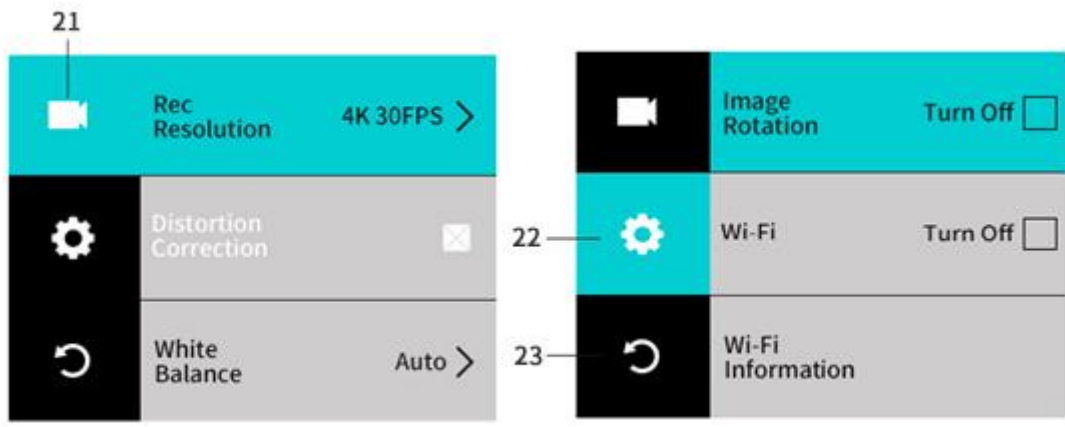 21
Rec
Resolution
4K 30FPS
Distortion
Correction
White
Balance
Auto
Image
Rotation
Turn Off
22
Wi-Fi
Turn Off
23
Wi-Fi
Information